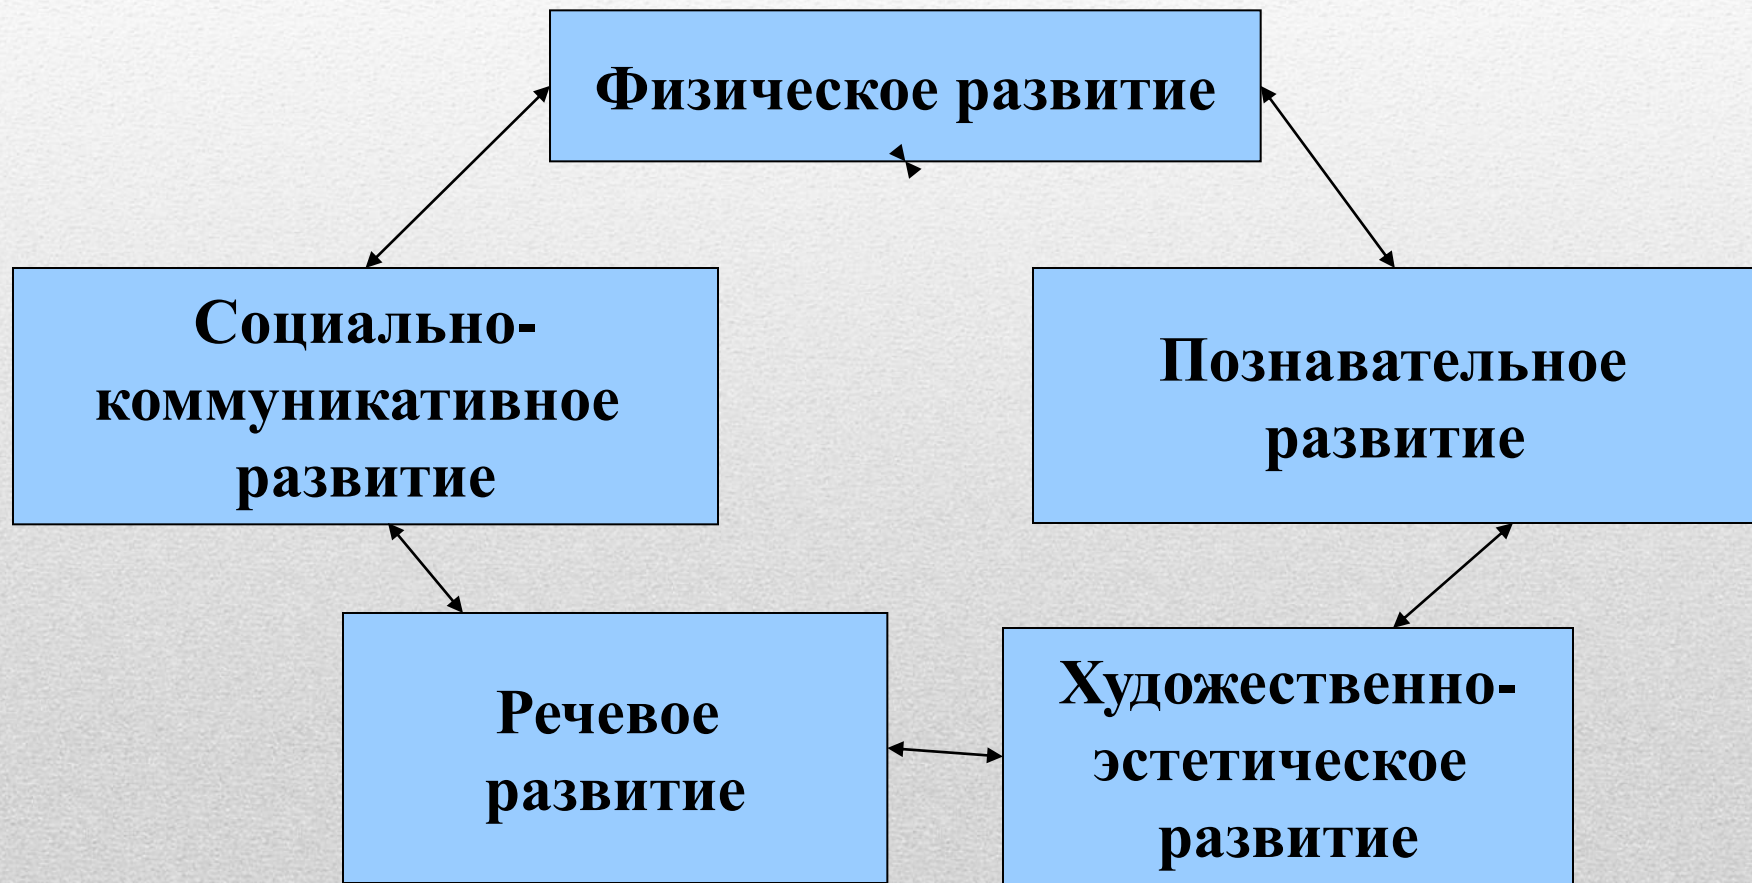 Физическое развитие
Социально-
коммуникативное
развитие
Познавательное
развитие
Речевое
развитие
Художественно-
эстетическое
развитие